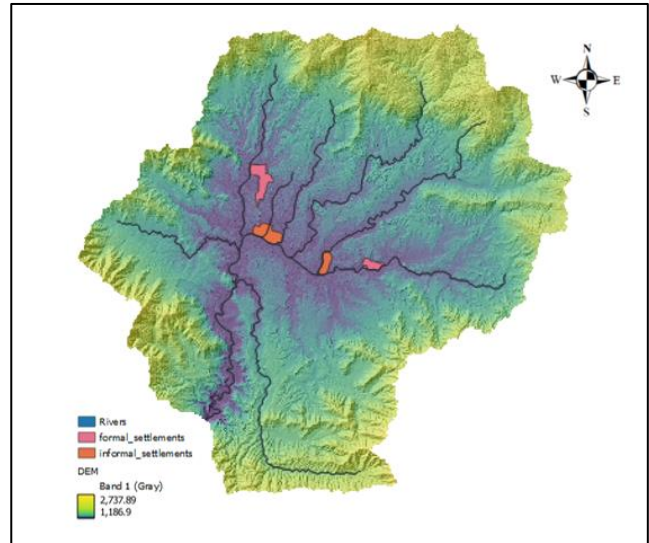 N
W E
S
Rivers
formal_settlements
informal_settlements
DEM
Band 1 (Gray)
2,737.89
1,186.9